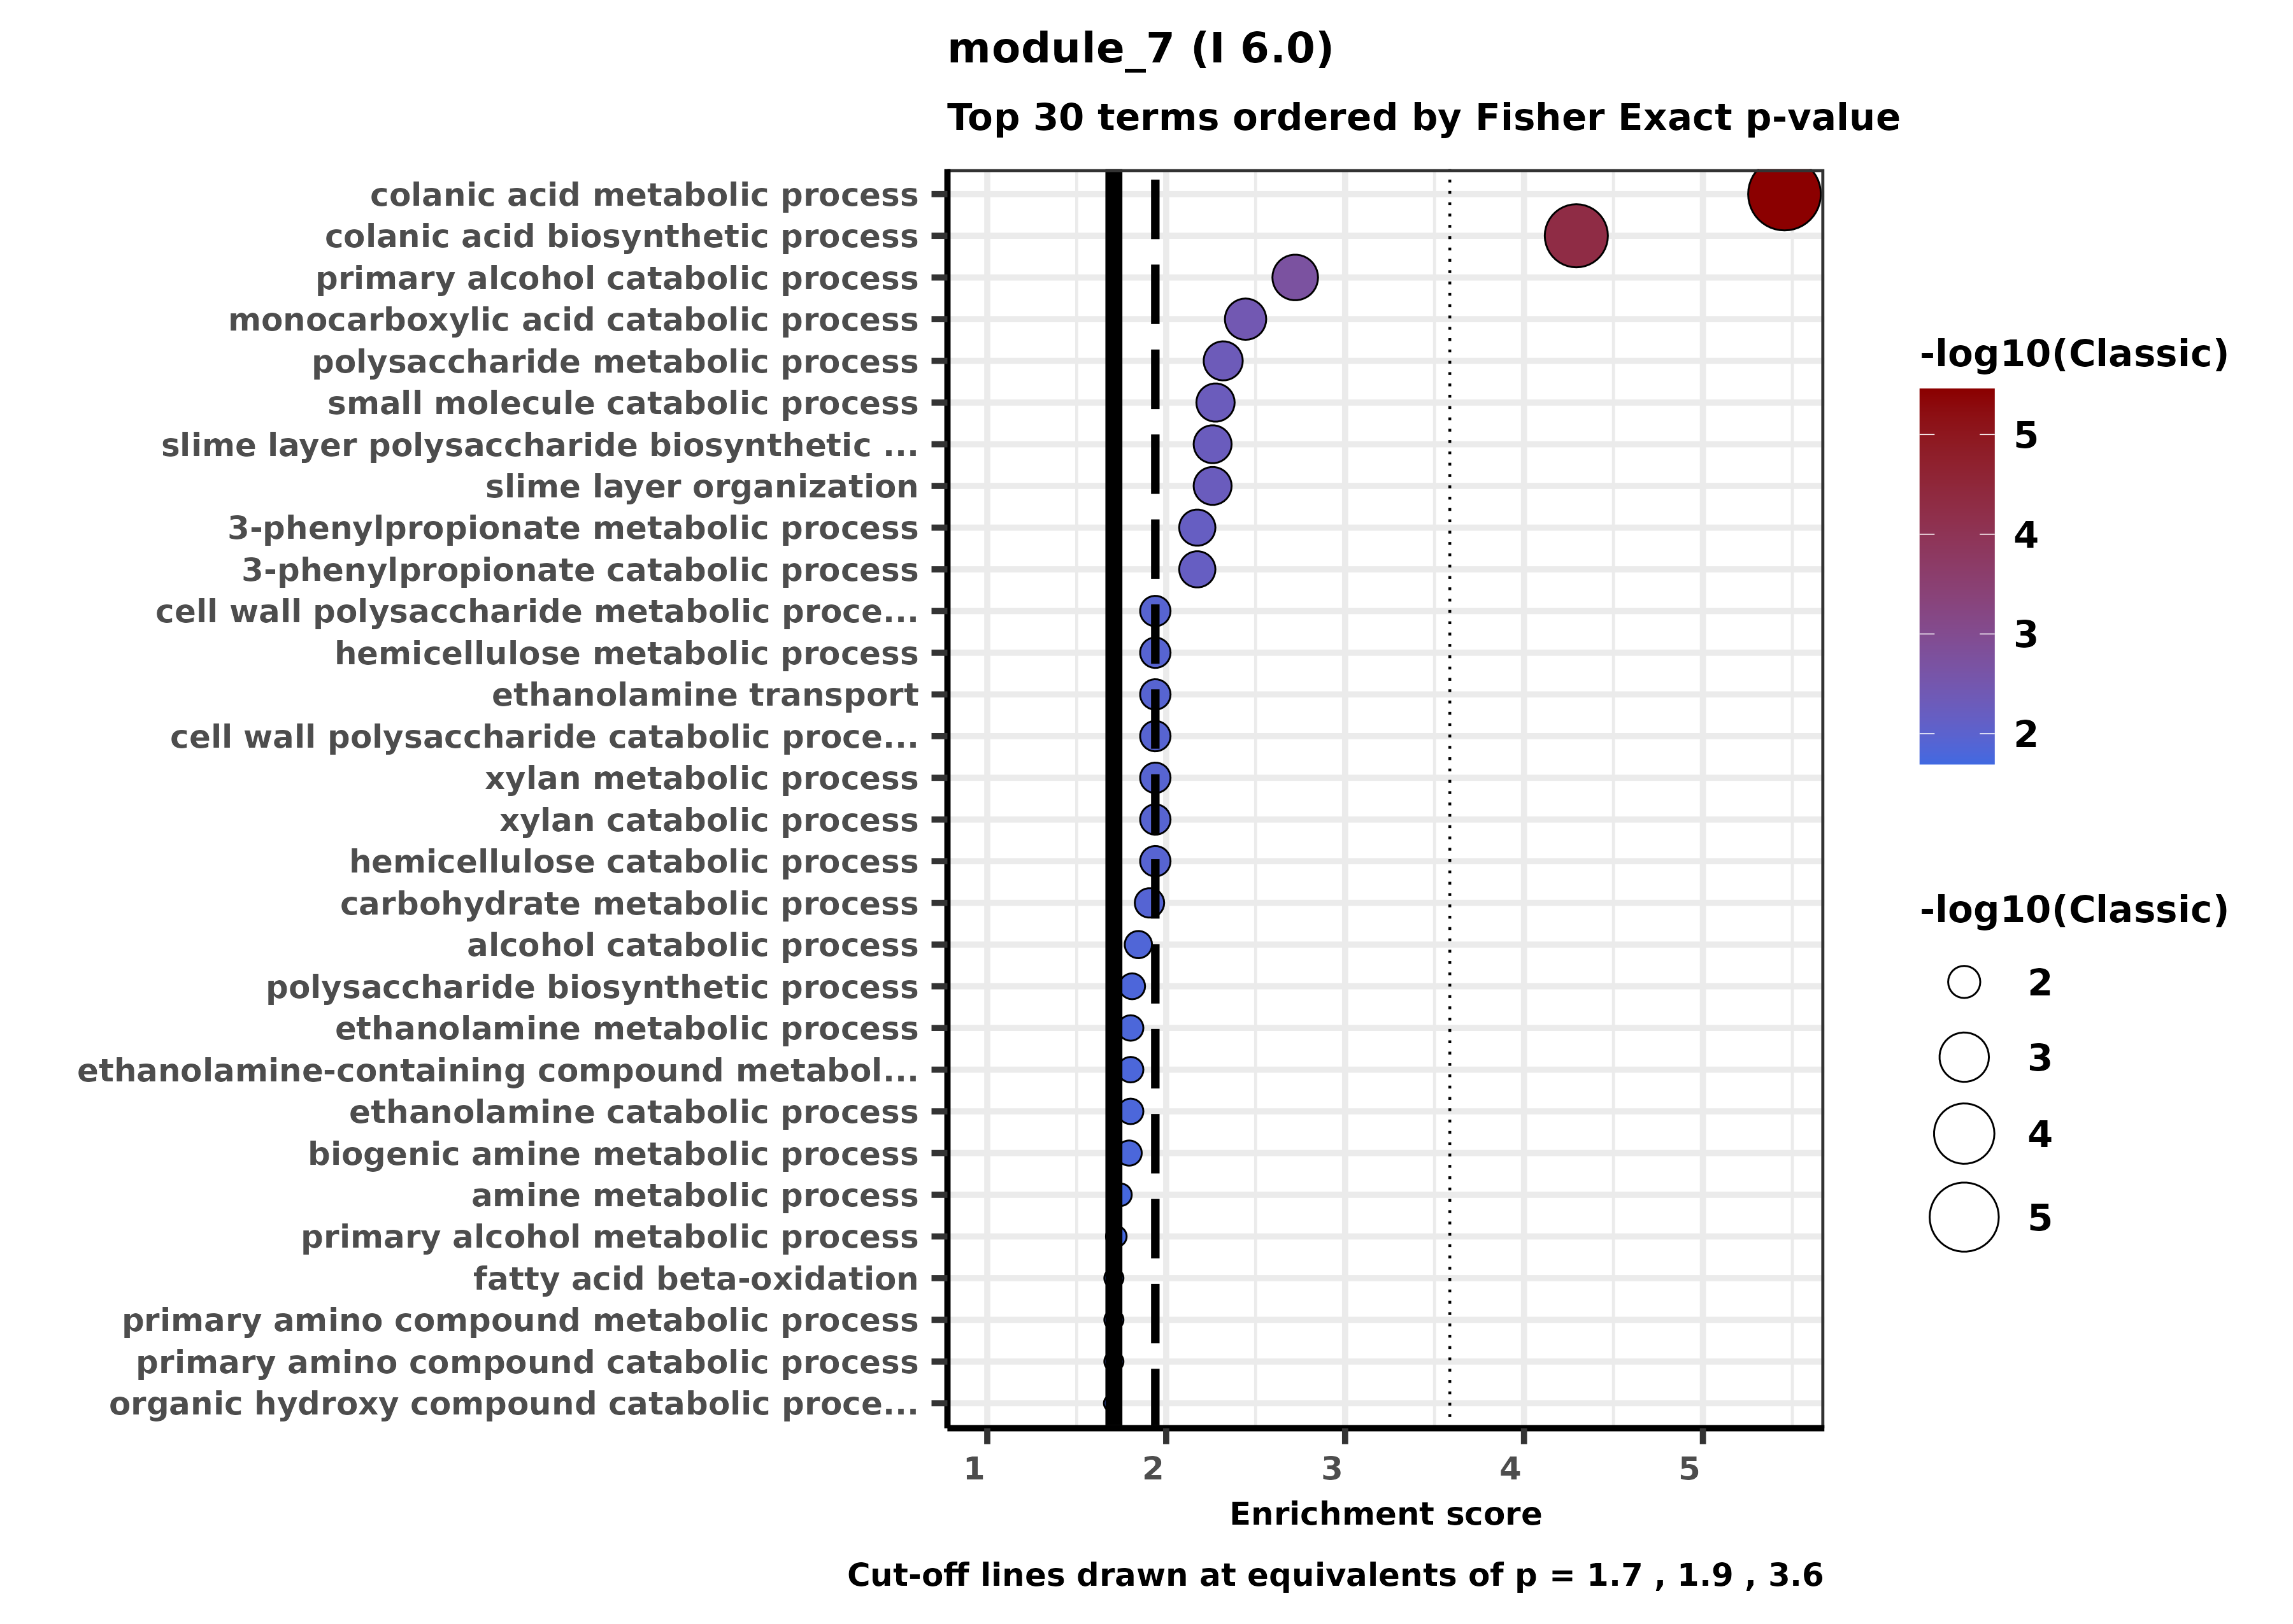 module_7 (I 6.0)
Top 30 terms ordered by Fisher Exact p-value
colanic acid metabolic process
colanic acid biosynthetic process
primary alcohol catabolic process
monocarboxylic acid catabolic process
polysaccharide metabolic process
small molecule catabolic process
slime layer polysaccharide biosynthetic ...
slime layer organization
3-phenylpropionate metabolic process
3-phenylpropionate catabolic process
cell wall polysaccharide metabolic proce...
hemicellulose metabolic process
ethanolamine transport
cell wall polysaccharide catabolic proce...
xylan metabolic process
xylan catabolic process
hemicellulose catabolic process
carbohydrate metabolic process
alcohol catabolic process
polysaccharide biosynthetic process
ethanolamine metabolic process
ethanolamine-containing compound metabol...
ethanolamine catabolic process
biogenic amine metabolic process
amine metabolic process
primary alcohol metabolic process
fatty acid beta-oxidation
primary amino compound metabolic process
primary amino compound catabolic process
organic hydroxy compound catabolic proce...
1 2 3 4 5
Enrichment score
Cut-off lines drawn at equivalents of p = 1.7 , 1.9 , 3.6
-log10(Classic)
5
4
3
2
-log10(Classic)
2
3
4
5